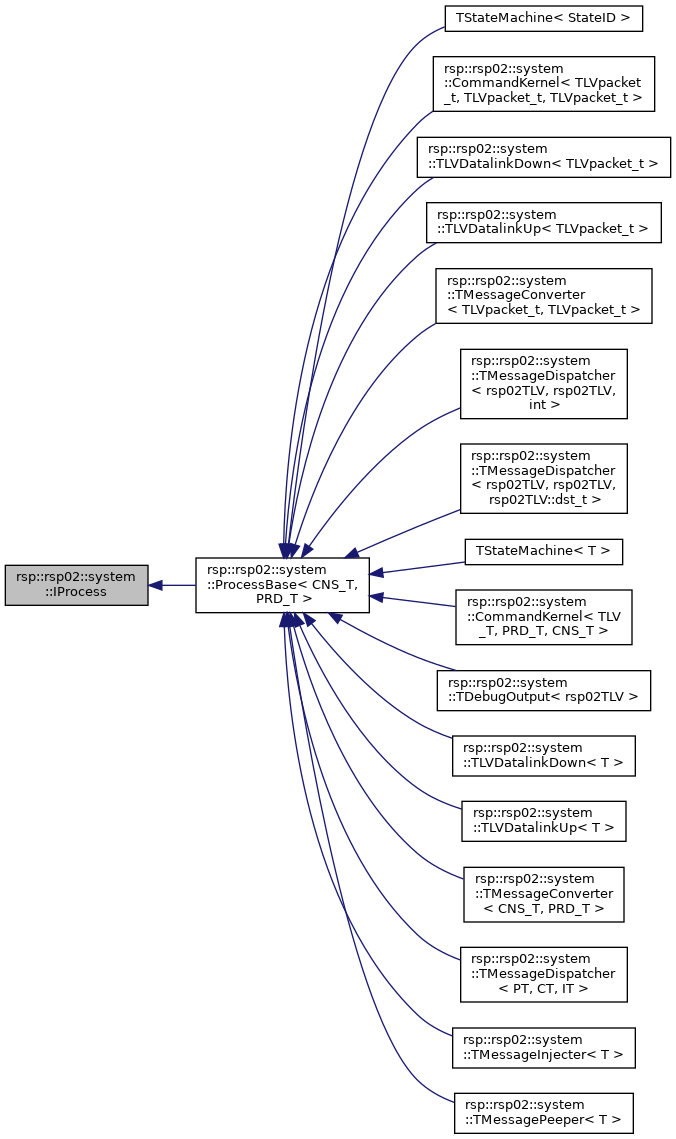 TStateMachine< StateID >
rsp::rsp02::system
::CommandKernel< TLVpacket
_t, TLVpacket_t, TLVpacket_t >
rsp::rsp02::system
::TLVDatalinkDown< TLVpacket_t >
rsp::rsp02::system
::TLVDatalinkUp< TLVpacket_t >
rsp::rsp02::system
::TMessageConverter
< TLVpacket_t, TLVpacket_t >
rsp::rsp02::system
::TMessageDispatcher
< rsp02TLV, rsp02TLV,
int >
rsp::rsp02::system
::TMessageDispatcher
< rsp02TLV, rsp02TLV,
rsp02TLV::dst_t >
TStateMachine< T >
rsp::rsp02::system
::IProcess
rsp::rsp02::system
::ProcessBase< CNS_T,
PRD_T >
rsp::rsp02::system
::CommandKernel< TLV
_T, PRD_T, CNS_T >
rsp::rsp02::system
::TDebugOutput< rsp02TLV >
rsp::rsp02::system
::TLVDatalinkDown< T >
rsp::rsp02::system
::TLVDatalinkUp< T >
rsp::rsp02::system
::TMessageConverter
< CNS_T, PRD_T >
rsp::rsp02::system
::TMessageDispatcher
< PT, CT, IT >
rsp::rsp02::system
::TMessageInjecter< T >
rsp::rsp02::system
::TMessagePeeper< T >